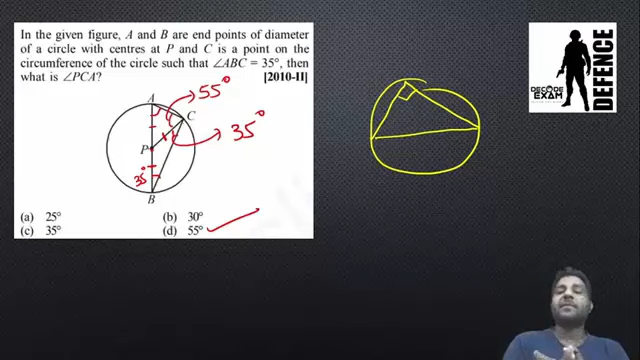 In the given figure, A and B are end points of diameter
of a circle with centres at P and C is a point on the
circumference of the circle such that ∠ABC = 35°, then
what is ∠PCA? [2010-II]
55°
A
C
35°
P
35°
B
(a) 25° (b) 30°
(c) 35° (d) 55°
DECODE
EXAM
DEFENCE